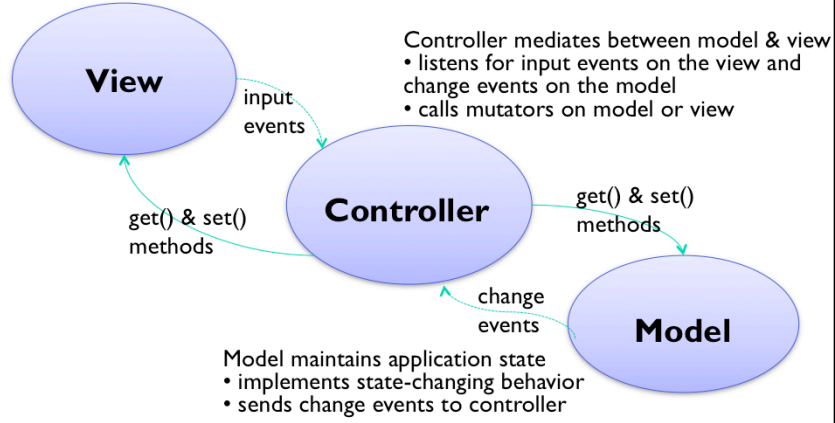 Controller mediates between model & view
• listens for input events on the view and
change events on the model
• calls mutators on model or view
View
input
events
Controller
get() & set()
methods
get() & set()
methods
change
events
Model
Model maintains application state
• implements state-changing behavior
• sends change events to controller